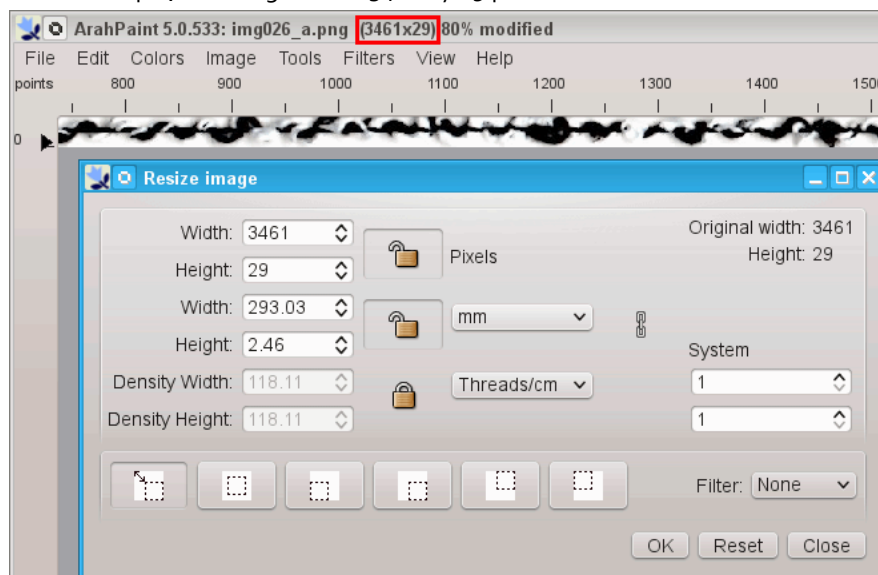 ArahPaint 5.0.533: img026_a.png (3461x29) 80% modified
File Edit Colors Image Tools Filters View Help
points 800 900 1000 1100 1200 1300 1400 150
0
Resize image
Width: 3461
Height: 29
Pixels
Original width: 3461
Height: 29
Width: 293.03
Height: 2.46
mm
System
Density Width: 118.11
Density Height: 118.11
Threads/cm
1
1
Filter: None
OK Reset Close